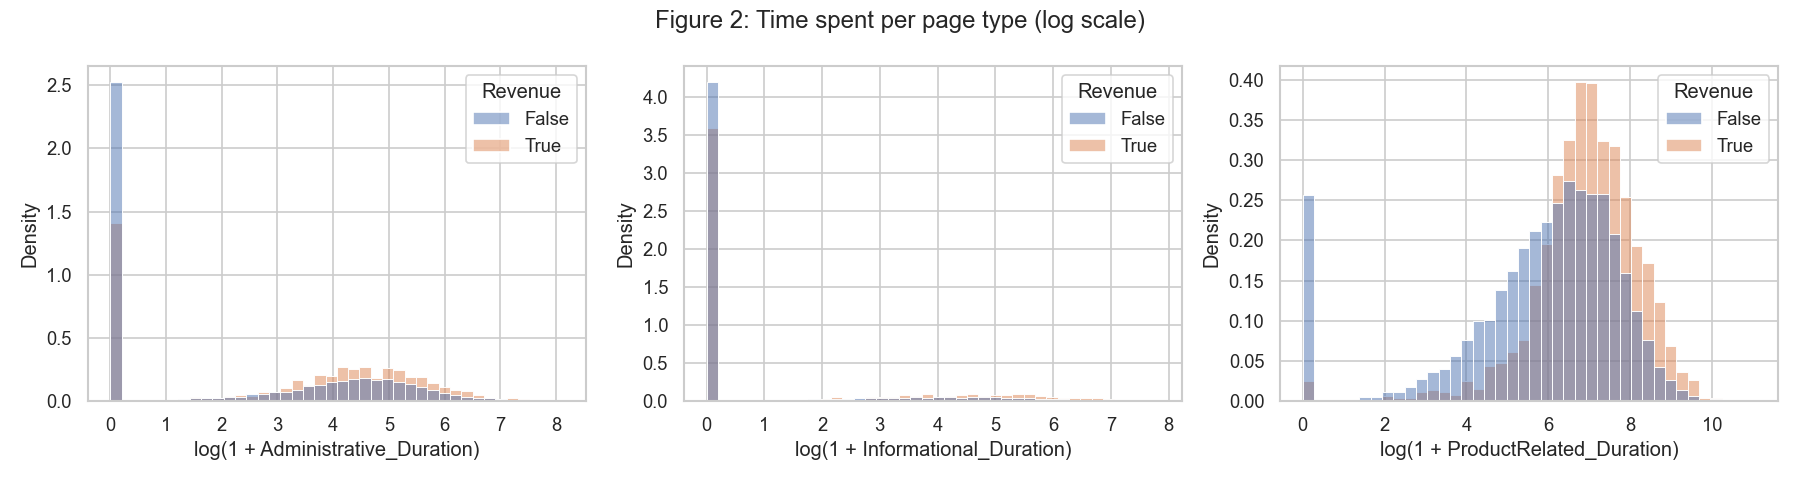 Figure 2: Time spent per page type (log scale)
2.5
2.0
1.5
1.0
0.5
0.0
Density
0 1 2 3 4 5 6 7 8
log(1 + Administrative_Duration)
Revenue
False
True
4.0
3.5
3.0
2.5
2.0
1.5
1.0
0.5
0.0
Density
0 1 2 3 4 5 6 7 8
log(1 + Informational_Duration)
Revenue
False
True
0.40
0.35
0.30
0.25
0.20
0.15
0.10
0.05
0.00
Density
0 2 4 6 8 10
log(1 + ProductRelated_Duration)
Revenue
False
True